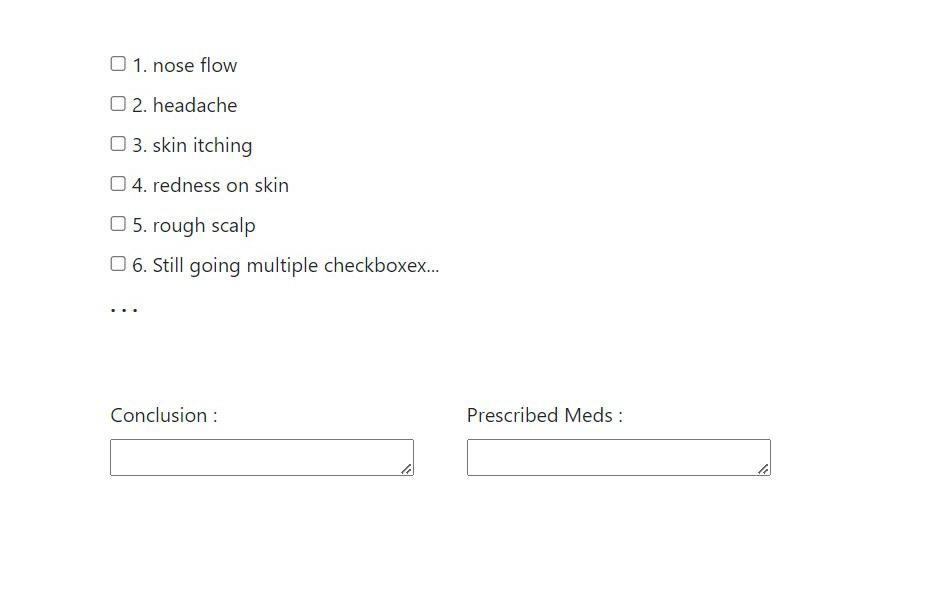 1. nose flow
2. headache
3. skin itching
4. redness on skin
5. rough scalp
6. Still going multiple checkboxex...
...
Conclusion : Prescribed Meds :